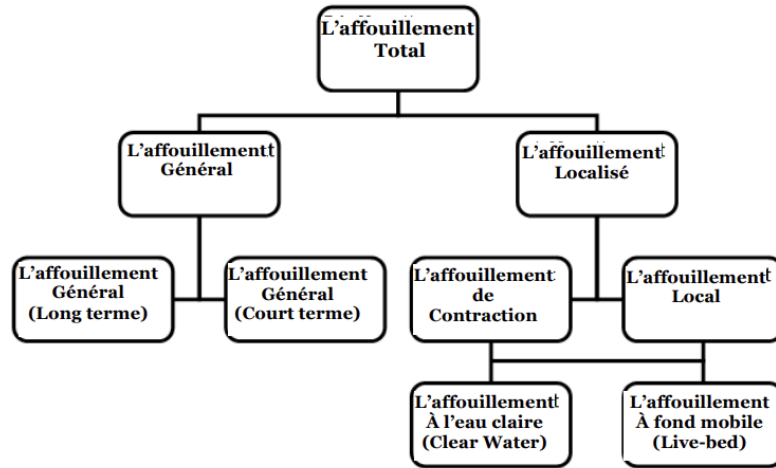 L'affouillement
Total
L'affouillement
Général
L'affouillement
Localisé
L'affouillement
Général
(Long terme)
L'affouillement
Général
(Court terme)
L'affouillement
de
Contraction
L'affouillement
Local
L'affouillement
À l'eau claire
(Clear Water)
L'affouillement
À fond mobile
(Live-bed)